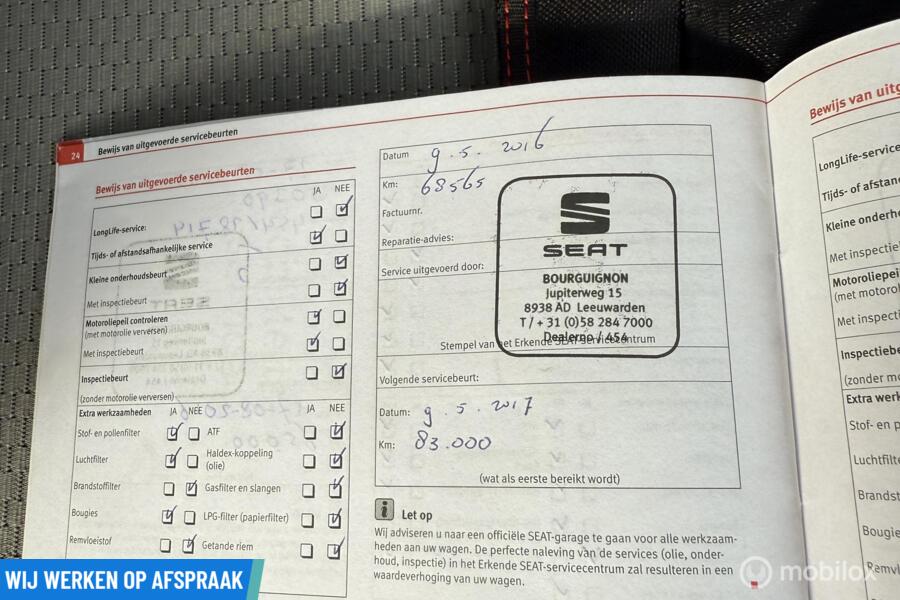 24 Bewijs van uitgevoerde servicebeurten
Bewijs van uitgevoerde servicebeurten
JA NEE
LongLife-service:
Tijds- of afstandsafhankelijke service
Kleine onderhoudsbeurt
Met inspectiebeurt
Motoroliepeil controleren
(met motorolie verversen)
Met inspectiebeurt
Inspectiebeurt
(zonder motorolie verversen)
Extra werkzaamheden JA NEE JA NEE
Stof- en pollenfilter ATF
Luchtfilter Haldex-koppeling
(olie)
Brandstoffilter Gasfilter en slangen
Bougies LPG-filter (papierfilter)
Remvloeistof Getande riem
Datum 9.5.2016
Km: 68565
Factuurnr.
Reparatie-advies:
Service uitgevoerd door:
SEAT
BOURGUIGNON
Jupiterweg 15
8938 AD Leeuwarden
T / + 31 (0)58 284 7000
Dealerno / 454
Stempel van het Erkende SEAT-servicecentrum
Volgende servicebeurt:
Datum: 9.5.2017
Km: 83.000
(wat als eerste bereikt wordt)
i Let op
Wij adviseren u naar een officiële SEAT-garage te gaan voor alle werkzaam-
heden aan uw wagen. De perfecte naleving van de services (olie, onder-
houd, inspectie) in het Erkende SEAT-servicecentrum zal resulteren in een
waardeverhoging van uw wagen.
Bewijs van uitg
LongLife-service
Tijds- of afstan
Kleine onderh
Met inspectie
Motoroliepeil
(met motorol
Met inspecti
Inspectiebe
(zonder mo
Extra werk
Stof- en p
Luchtfilte
Brandst
Bougie
Remvl
WIJ WERKEN OP AFSPRAAK
mobilox